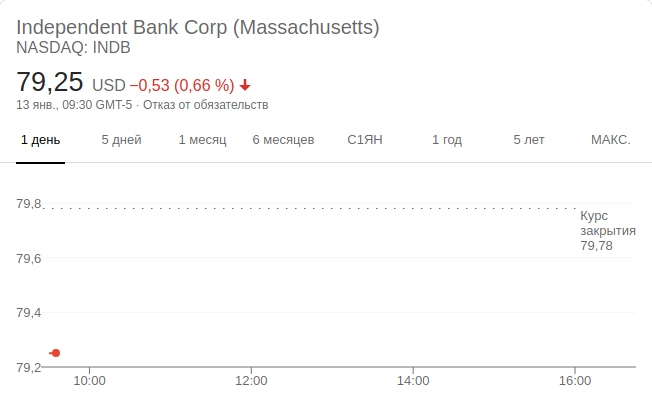 Independent Bank Corp (Massachusetts)
NASDAQ: INDB
79,25 USD −0,53 (0,66 %)
13 янв., 09:30 GMT-5 · Отказ от обязательств
1 день 5 дней 1 месяц 6 месяцев С1ЯН 1 год 5 лет МАКС.
79,8
Курс
закрытия
79,78
79,6
79,4
79,2
10:00 12:00 14:00 16:00